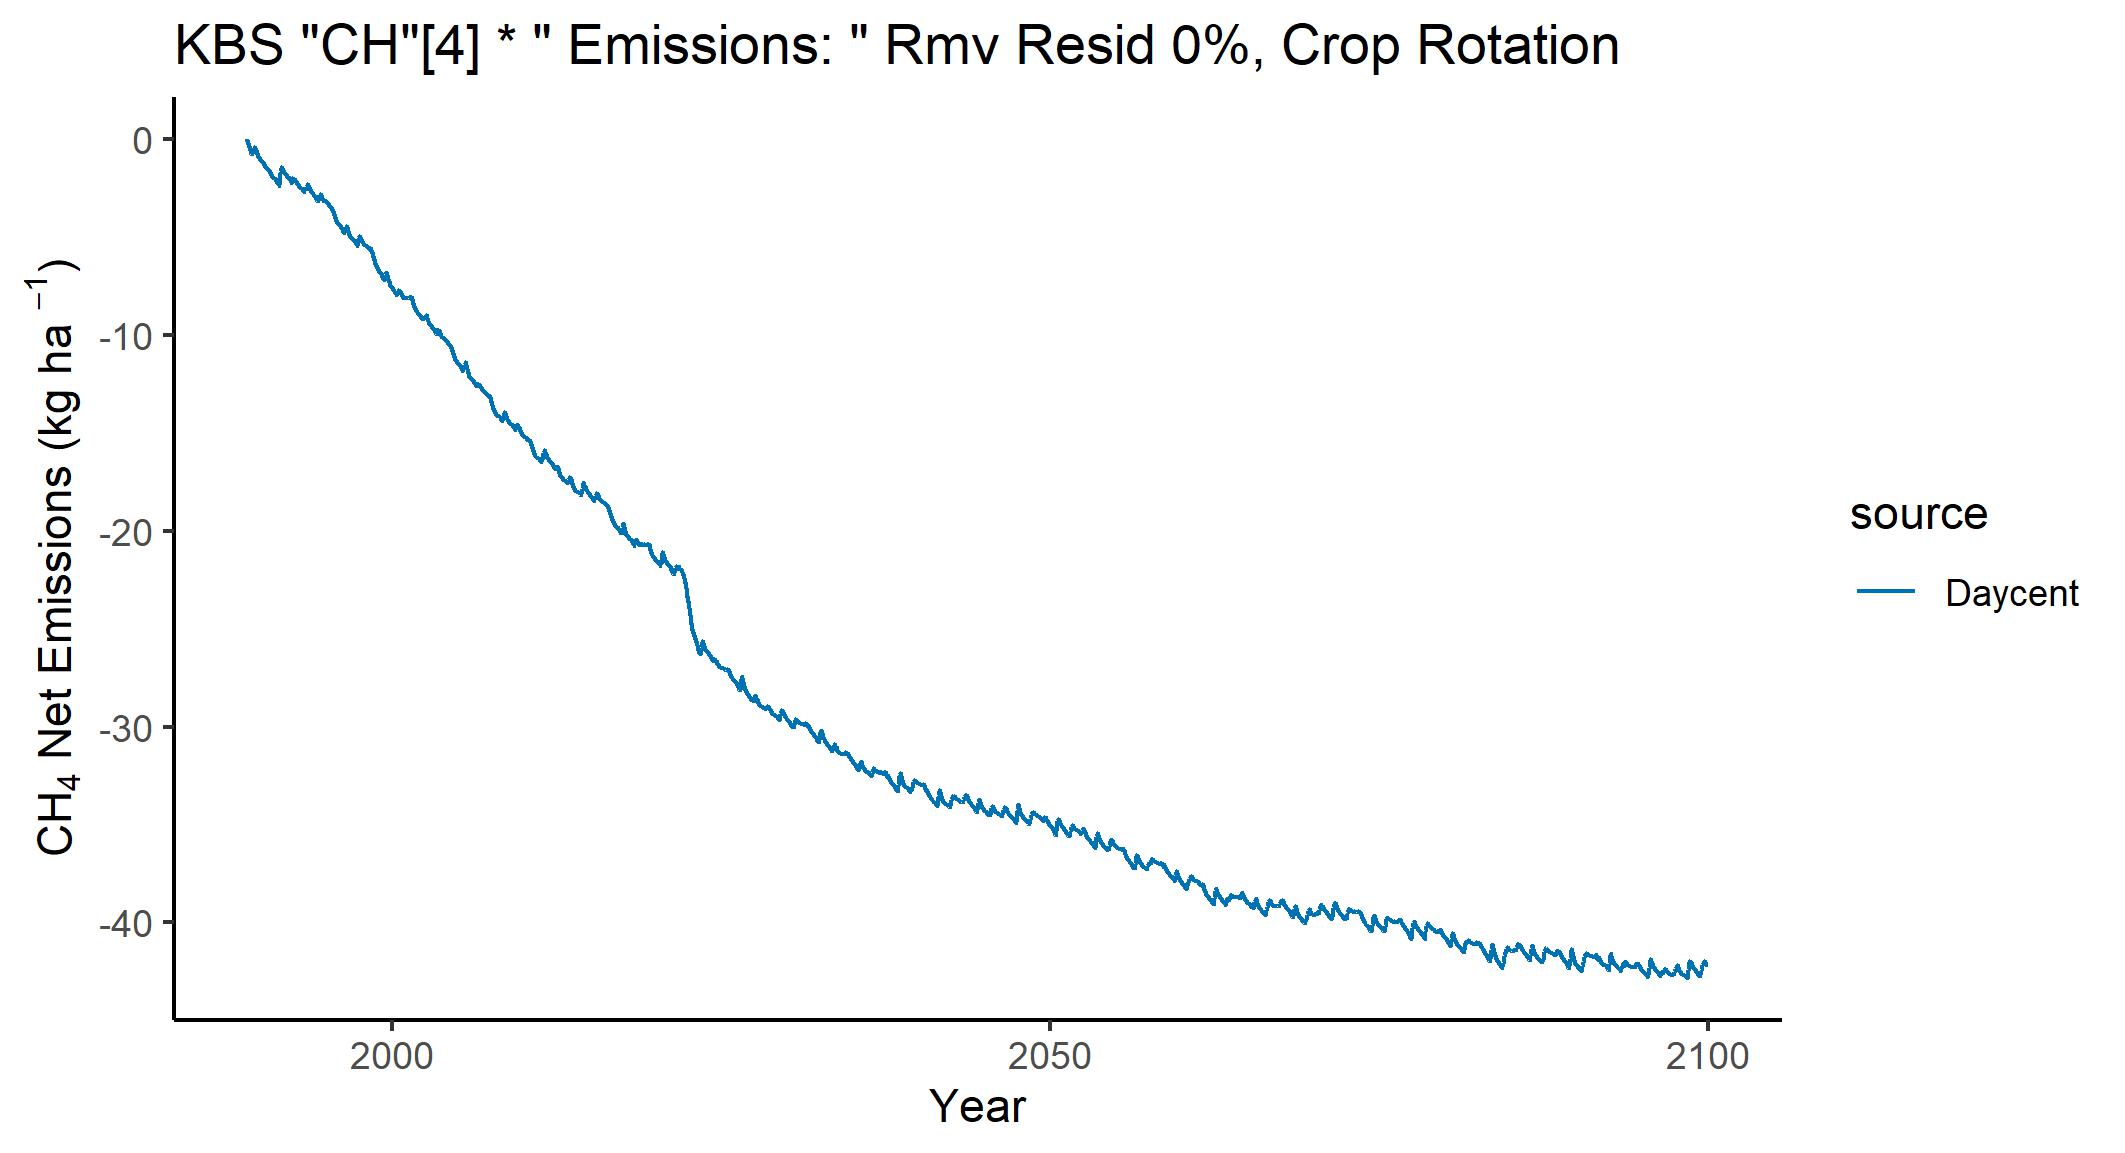 KBS "CH"[4] * " Emissions: " Rmv Resid 0%, Crop Rotation
CH₄ Net Emissions (kg ha ⁻¹)
0
-10
-20
-30
-40
2000
2050
2100
Year
source
Daycent